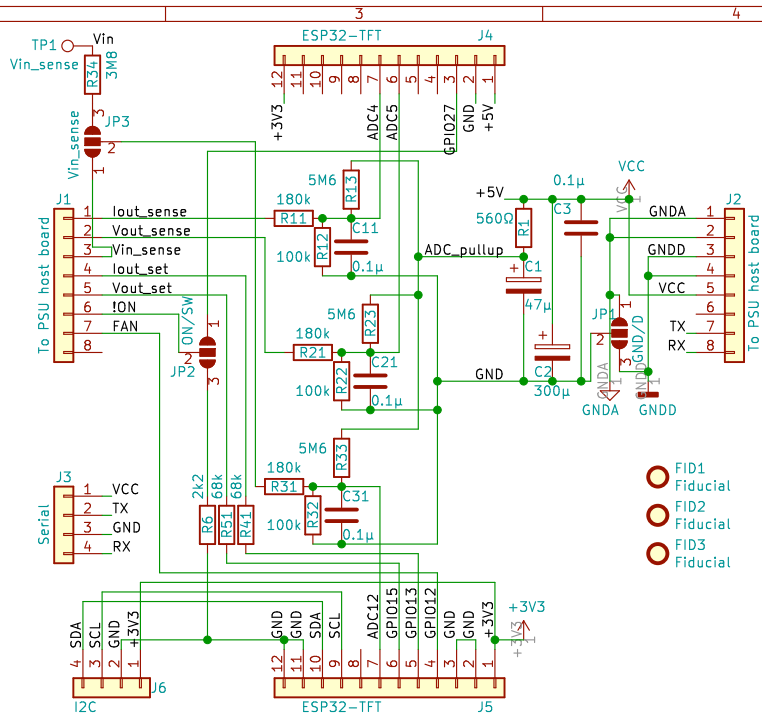 3 4
ESP32-TFT J4
TP1 Vin
Vin_sense
R34 3M8
12 11 10 9 8 7 6 5 4 3 2 1
+3V3 ADC4 ADC5 GPIO27 GND +5V
3
JP3
2
Vin_sense
1
5M6 R13
0.1µ VCC
VCC
+5V
J1 J2
To PSU host board
1 Iout_sense
2 Vout_sense
3 Vin_sense
4 Iout_set
5 Vout_set
6 !ON
7 FAN
8
180k
R11
R12
100k
C11
0.1µ
560Ω R1
C3
ADC_pullup
+ C1
47µ
GNDA 1
2
GNDD 3
4
VCC 5
6
TX 7
RX 8
To PSU host board
5M6 R23
180k
R21
R22
100k
C21
0.1µ
ON/SW
1
2
JP2
3
+
C2
300µ
GND
JP1
1
2
3
GND/D
GNDA
1
GNDD
1
GNDA GNDD
5M6 R33
180k
R31
R32
100k
C31
0.1µ
J3
Serial
1 VCC
2 TX
3 GND
4 RX
2k2 68k 68k
R6 R51 R41
FID1
Fiducial
FID2
Fiducial
FID3
Fiducial
SDA SCL GND +3V3
4 3 2 1
J6
I2C
GND GND SDA SCL ADC12 GPIO15 GPIO13 GPIO12 GND GND +3V3
12 11 10 9 8 7 6 5 4 3 2 1
+3V3
+3V3
1
ESP32-TFT J5